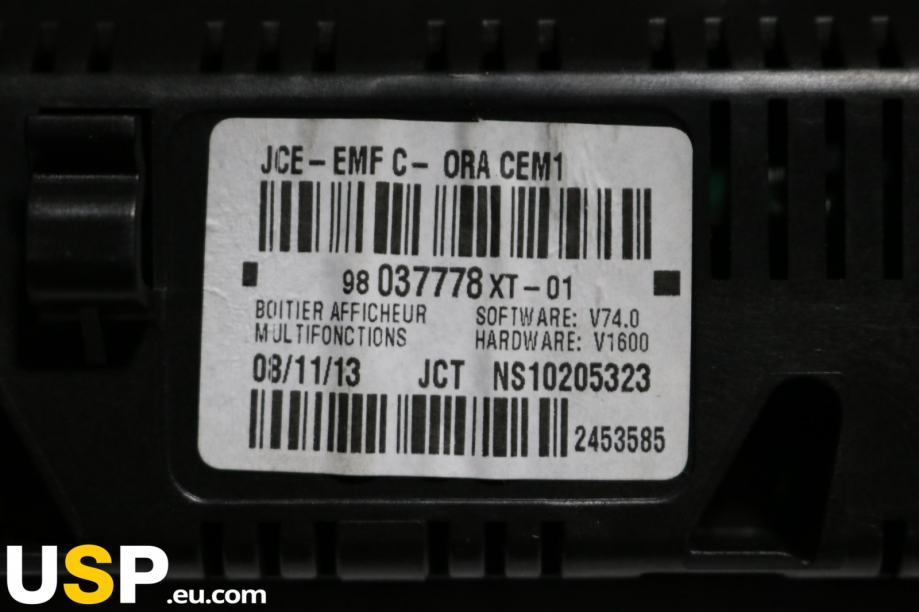 JCE-EMF C- ORA CEM1
98 037778 XT-01
BOITIER AFFICHEUR SOFTWARE: V74.0
MULTIFONCTIONS HARDWARE: V1600
08/11/13 JCT NS10205323
2453585
USP.eu.com